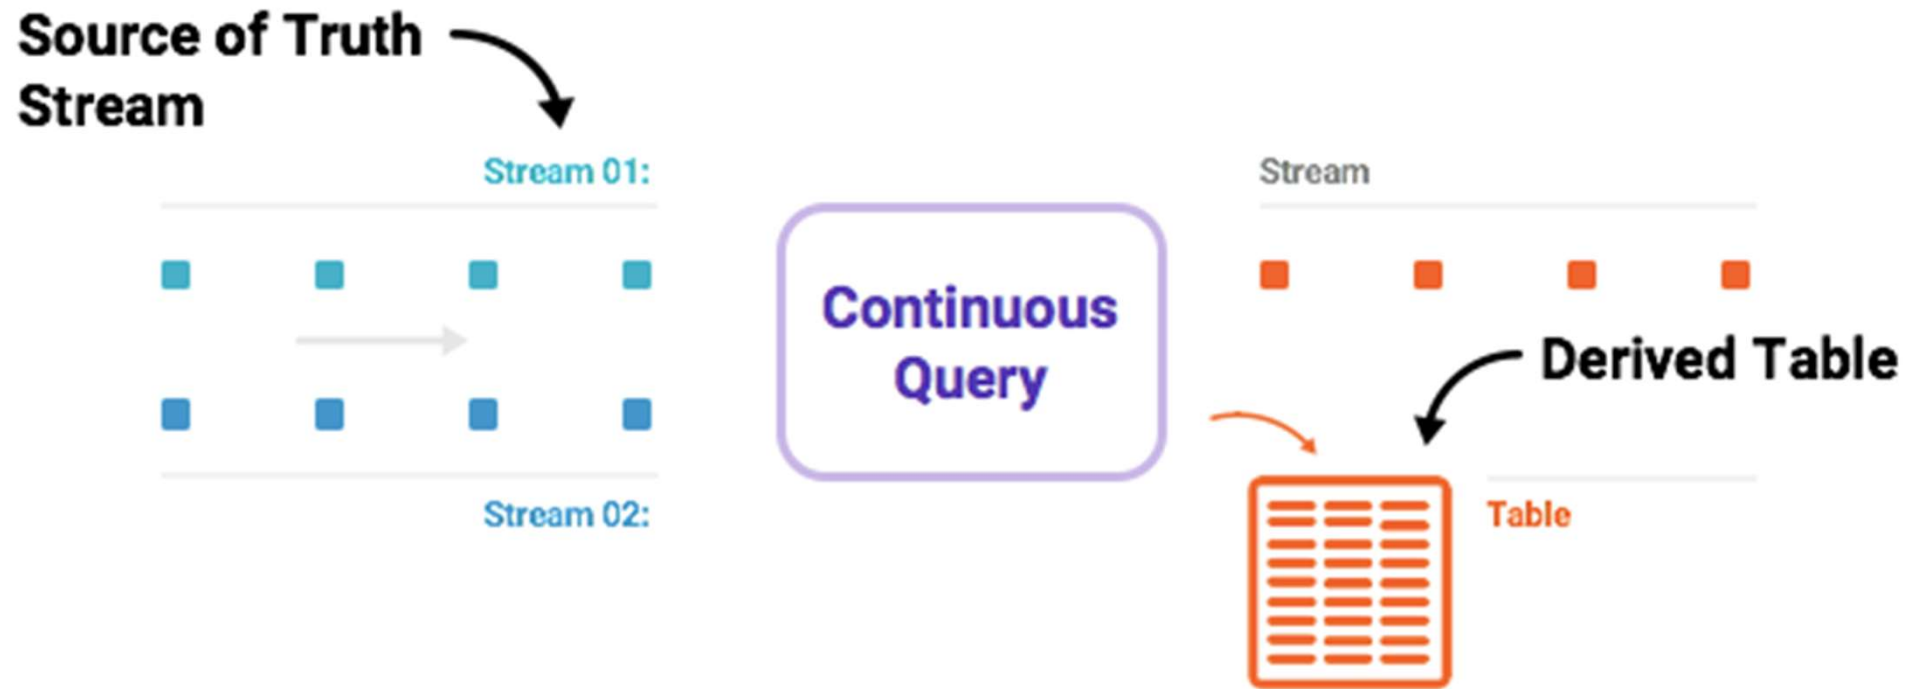 Source of Truth
Stream
Stream 01:
Stream
Continuous
Query
Derived Table
Stream 02:
Table